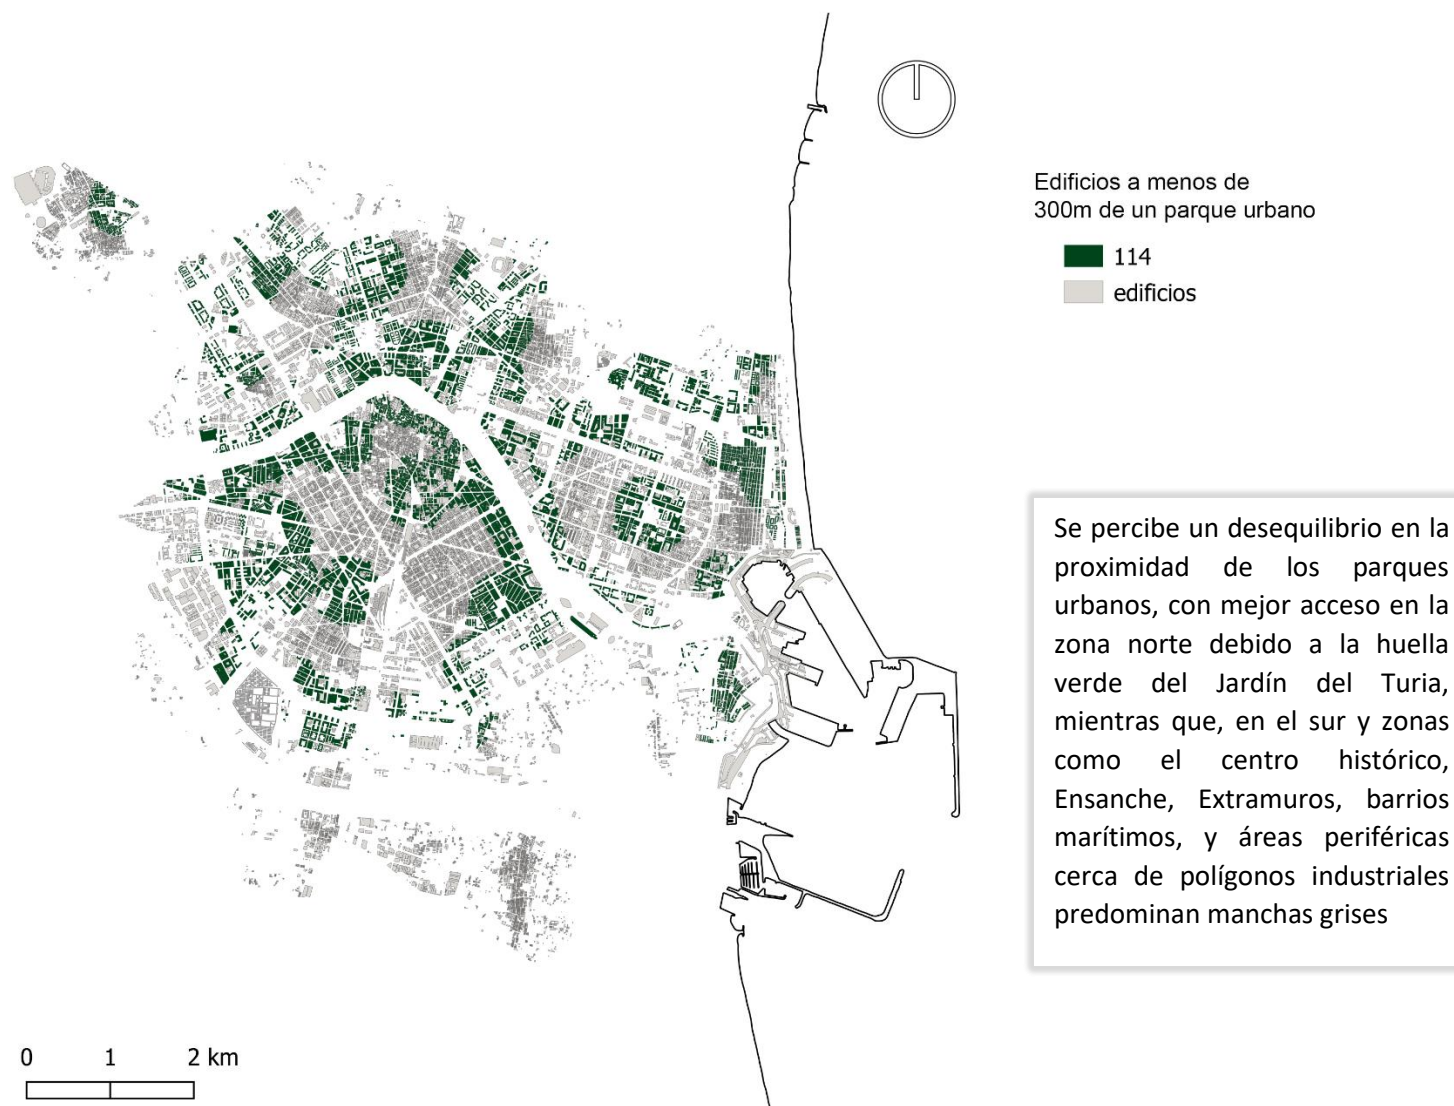 Edificios a menos de
300m de un parque urbano
114
edificios
Se percibe un desequilibrio en la
proximidad de los parques
urbanos, con mejor acceso en la
zona norte debido a la huella
verde del Jardín del Turia,
mientras que, en el sur y zonas
como el centro histórico,
Ensanche, Extramuros, barrios
marítimos, y áreas periféricas
cerca de polígonos industriales
predominan manchas grises
0 1 2 km